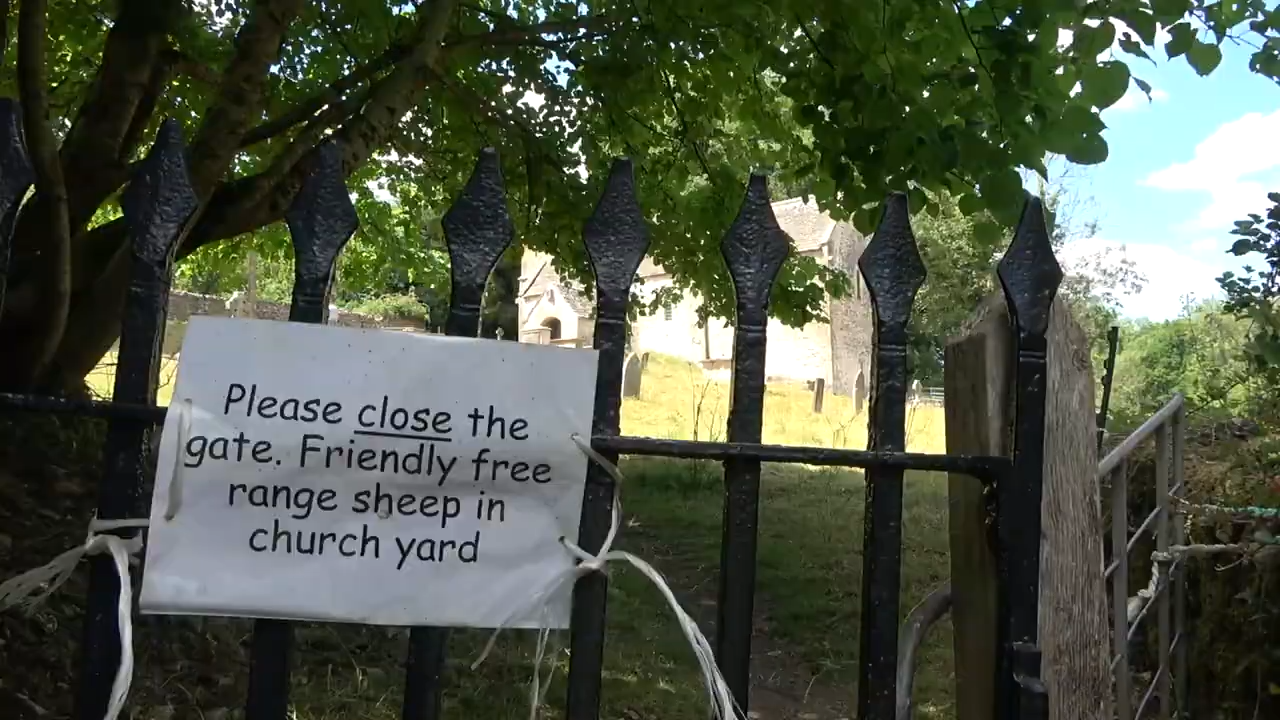 Please close the
gate. Friendly free
range sheep in
church yard